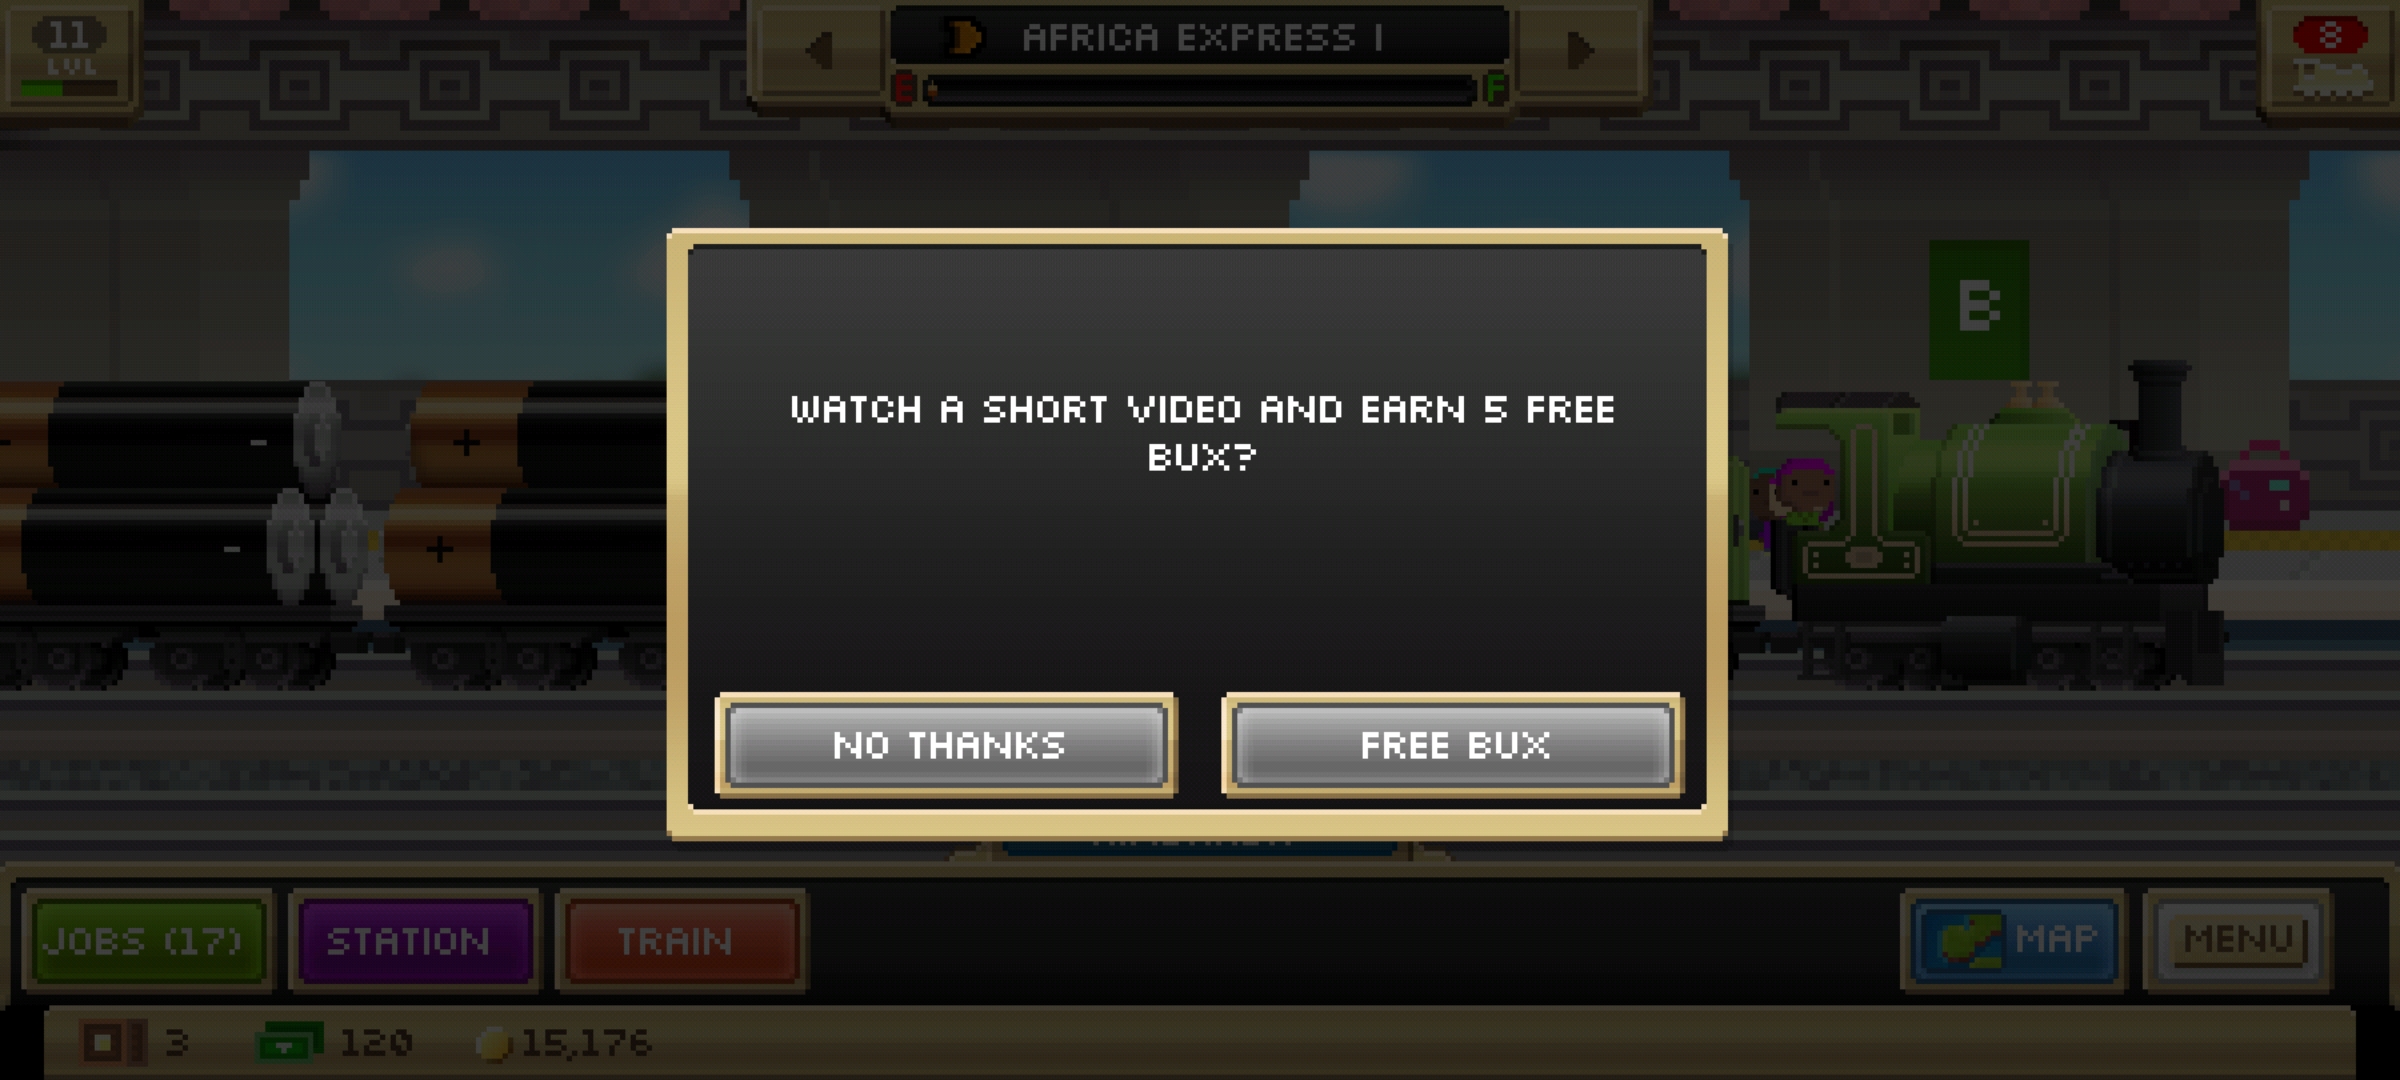 11
LVL
AFRICA EXPRESS I
E
F
8
B
-
+
-
+
WATCH A SHORT VIDEO AND EARN 5 FREE
BUX?
NO THANKS
FREE BUX
JOBS (17)
STATION
TRAIN
MAP
MENU
3
120
15,176